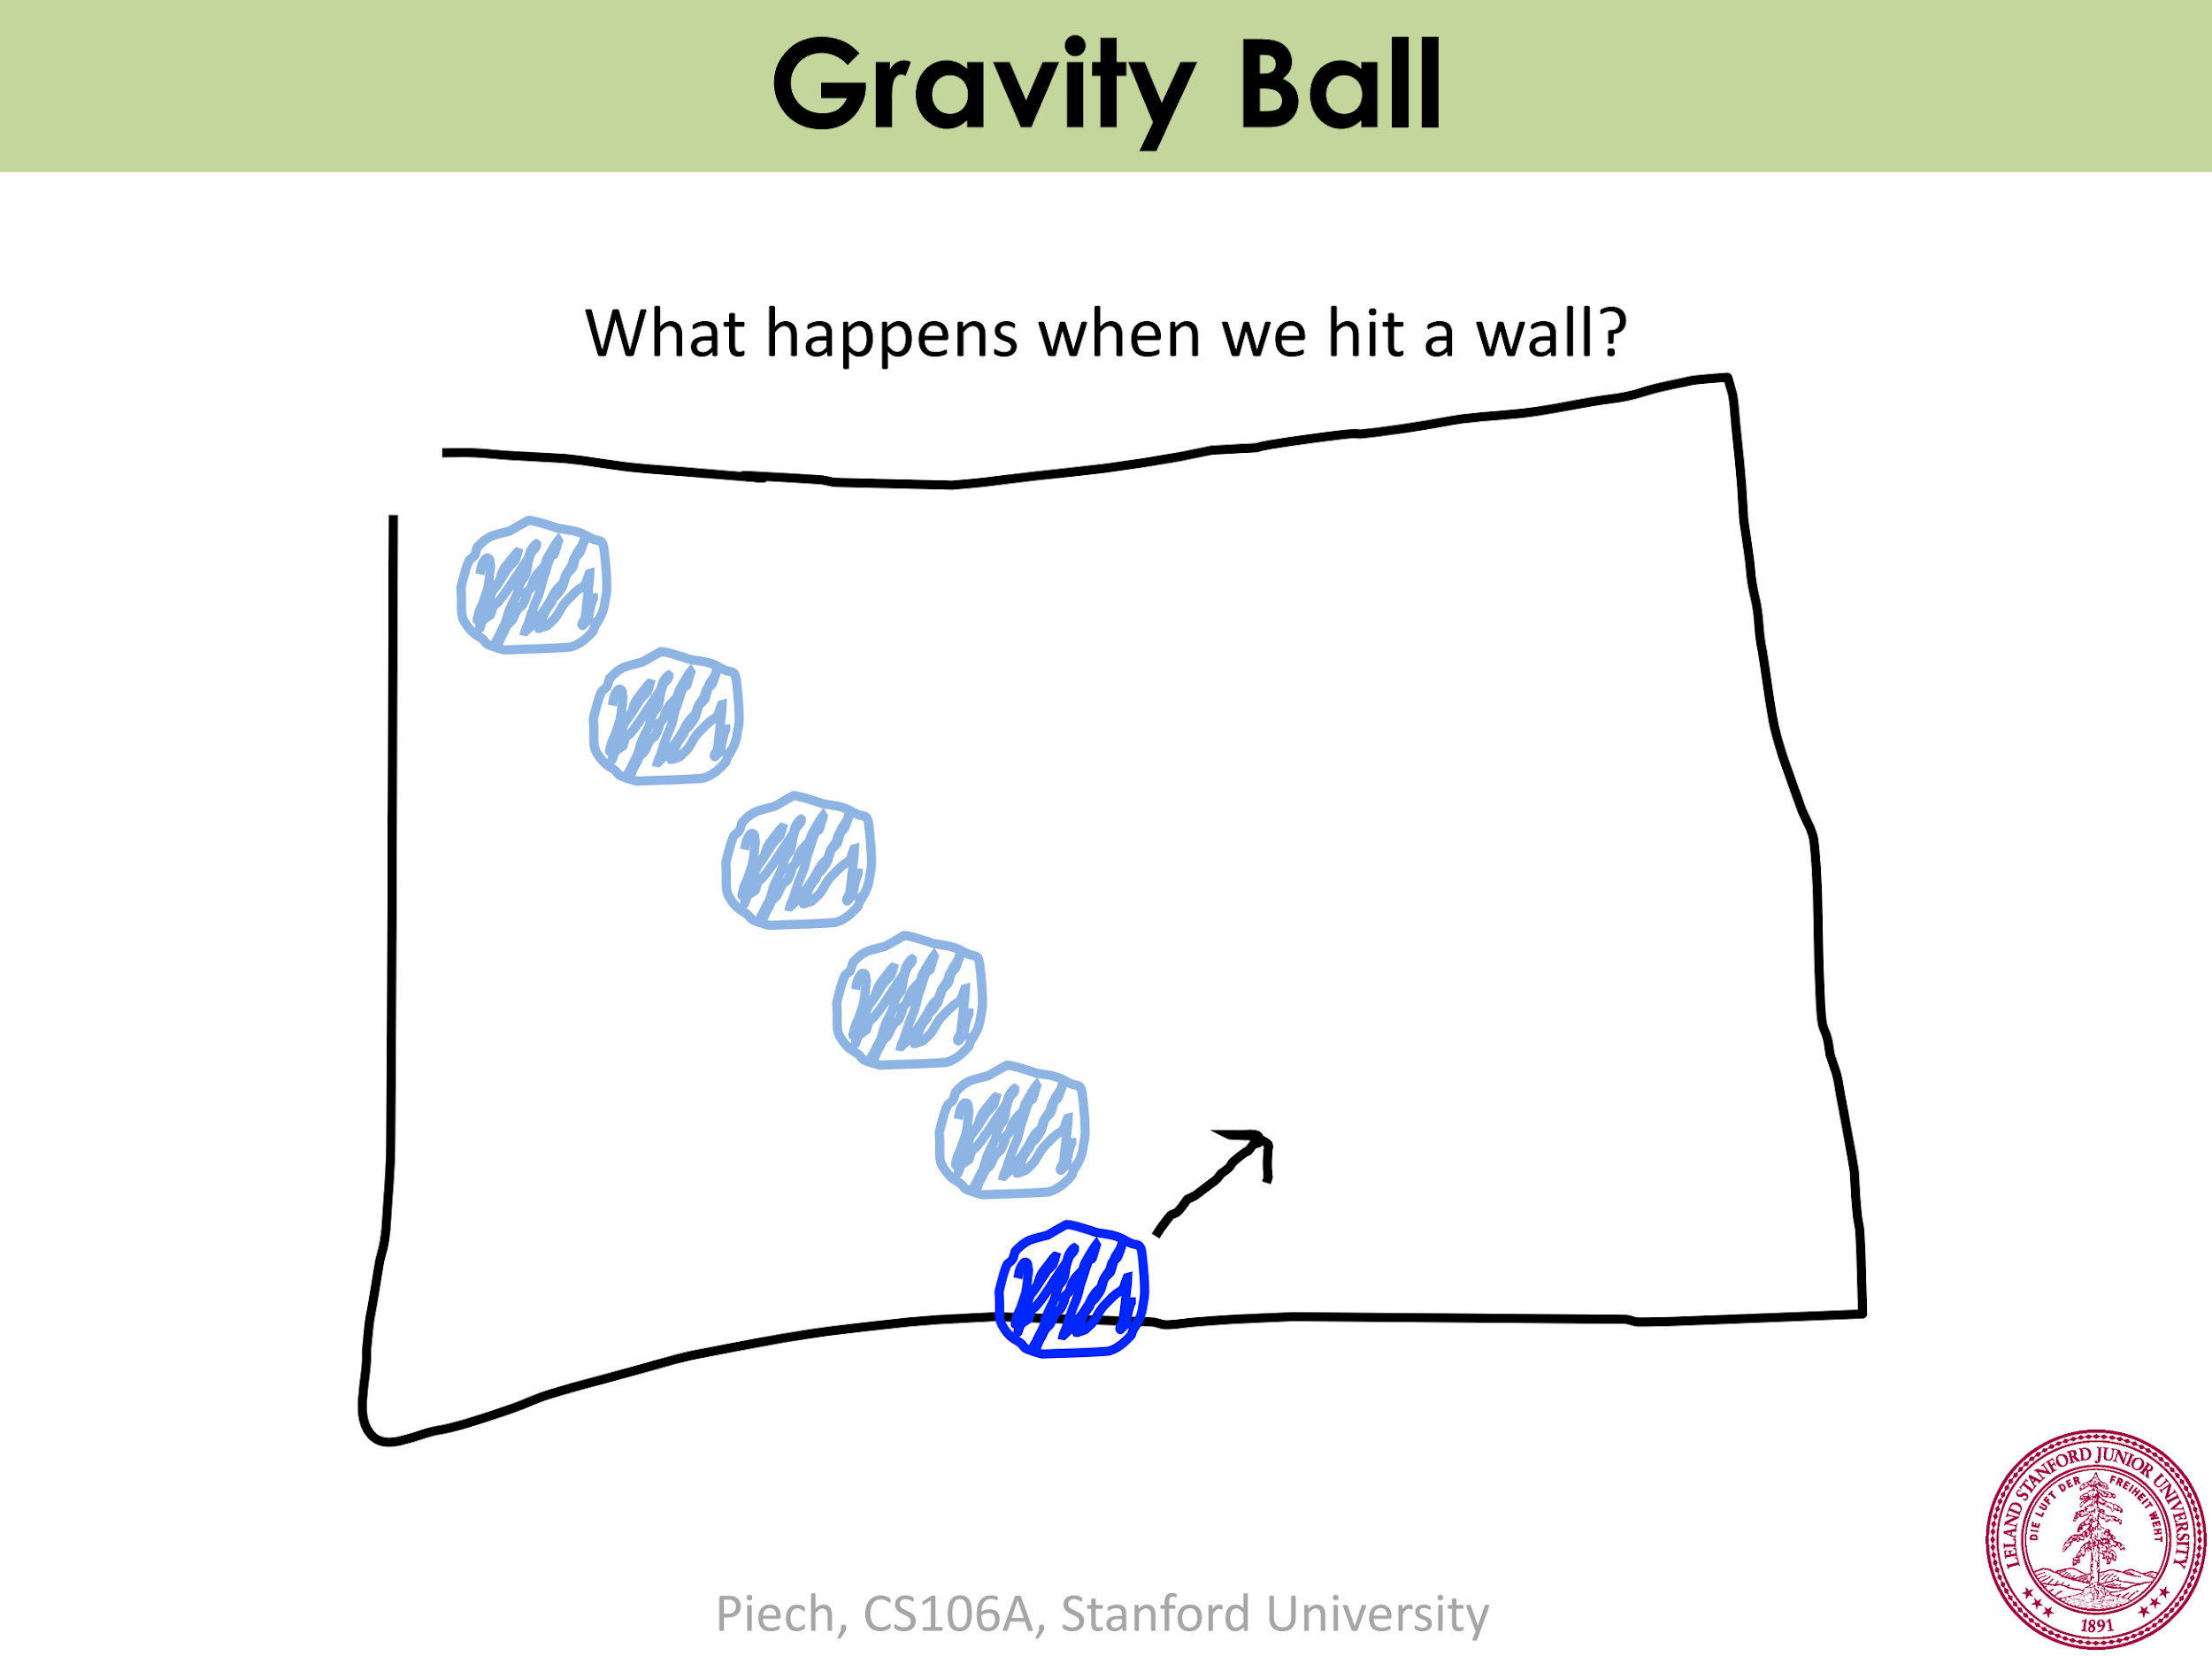 Gravity Ball
What happens when we hit a wall?
Piech, CS106A, Stanford University
LELAND STANFORD JUNIOR UNIVERSITY
DIE LUFT DER FREIHEIT WEHT
1891